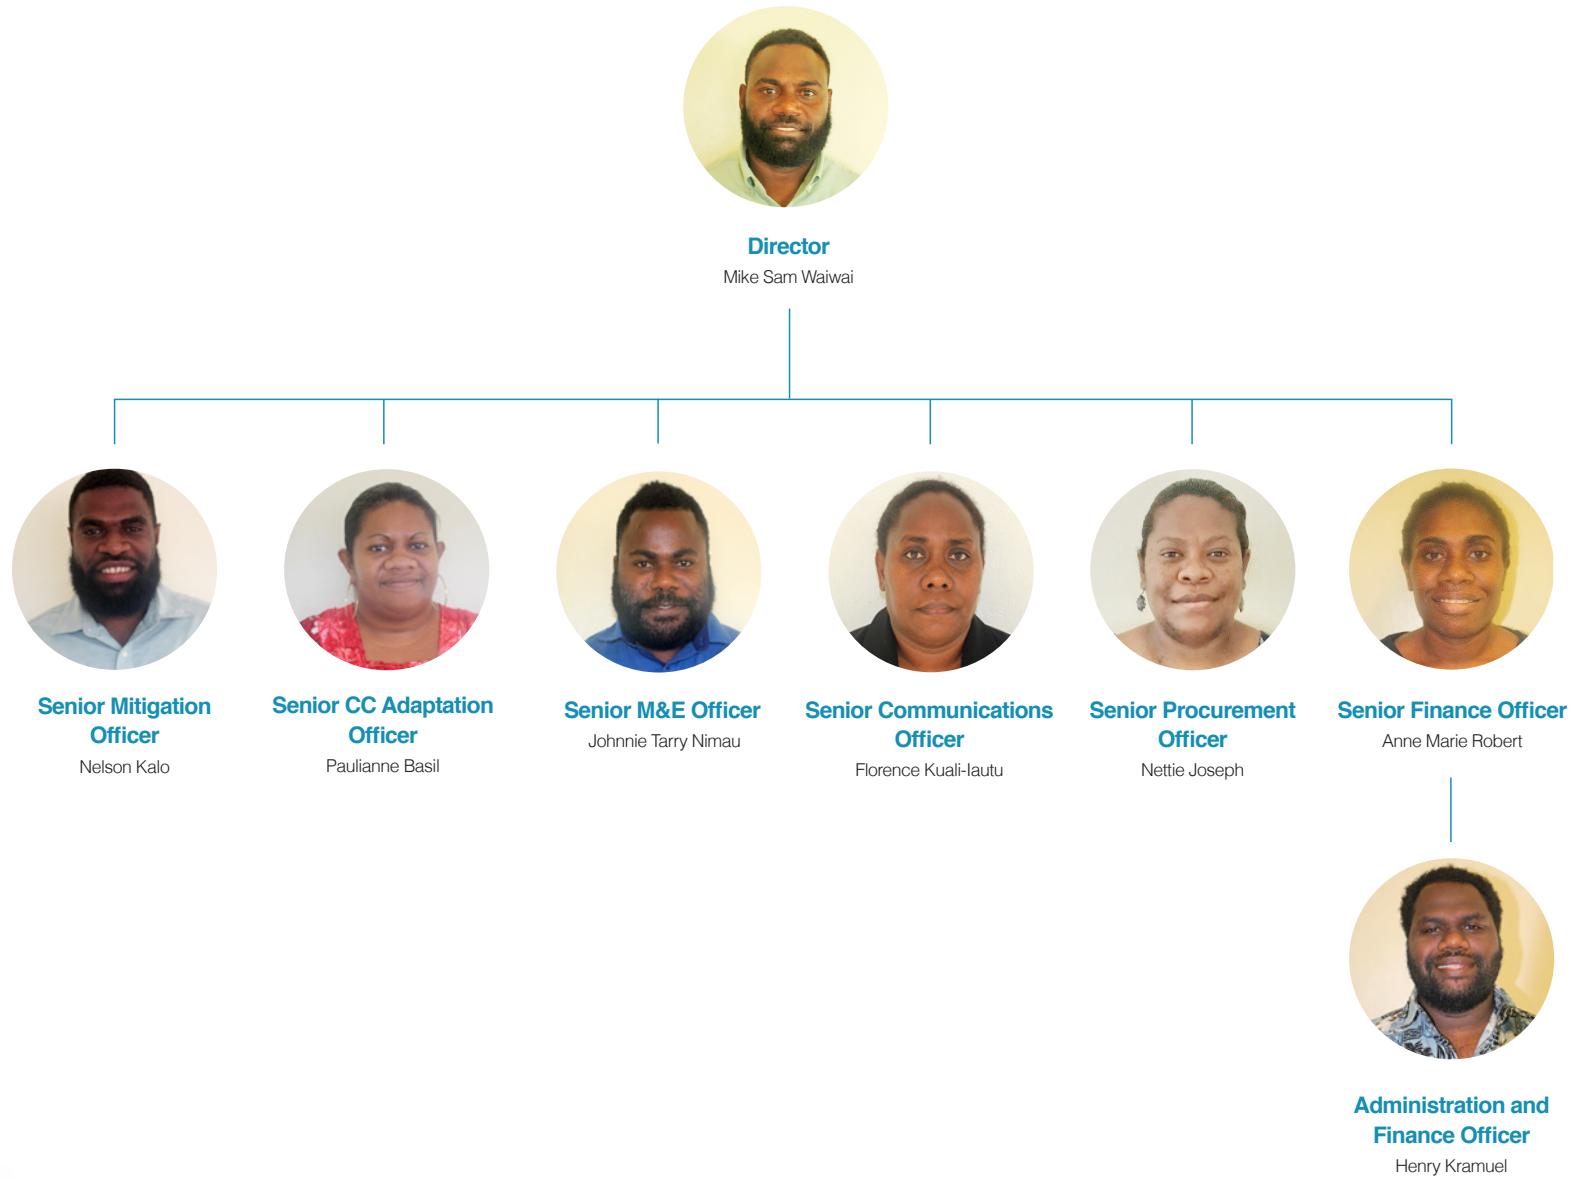 Director
Mike Sam Waiwai
Senior Mitigation
Officer
Nelson Kalo
Senior CC Adaptation
Officer
Paulianne Basil
Senior M&E Officer
Johnnie Tarry Nimau
Senior Communications
Officer
Florence Kuali-Iautu
Senior Procurement
Officer
Nettie Joseph
Senior Finance Officer
Anne Marie Robert
Administration and
Finance Officer
Henry Kramuel